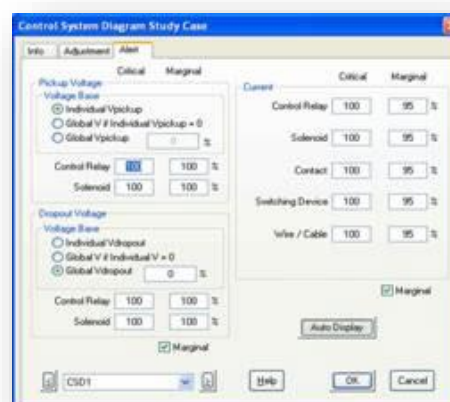 Control System Diagram Study Case
Info Adjustment Alert
Critical Marginal
Pickup Voltage
Voltage Base
Individual Vpickup
Global V if Individual Vpickup = 0
Global Vpickup 0 %
Control Relay 100 100 %
Solenoid 100 100 %
Dropout Voltage
Voltage Base
Individual Vdropout
Global V if Individual V = 0
Global Vdropout 0 %
Control Relay 100 100 %
Solenoid 100 100 %
Marginal
Critical Marginal
Current
Control Relay 100 95 %
Solenoid 100 95 %
Contact 100 95 %
Switching Device 100 95 %
Wire / Cable 100 95 %
Marginal
Auto Display
CSD1 Help OK Cancel